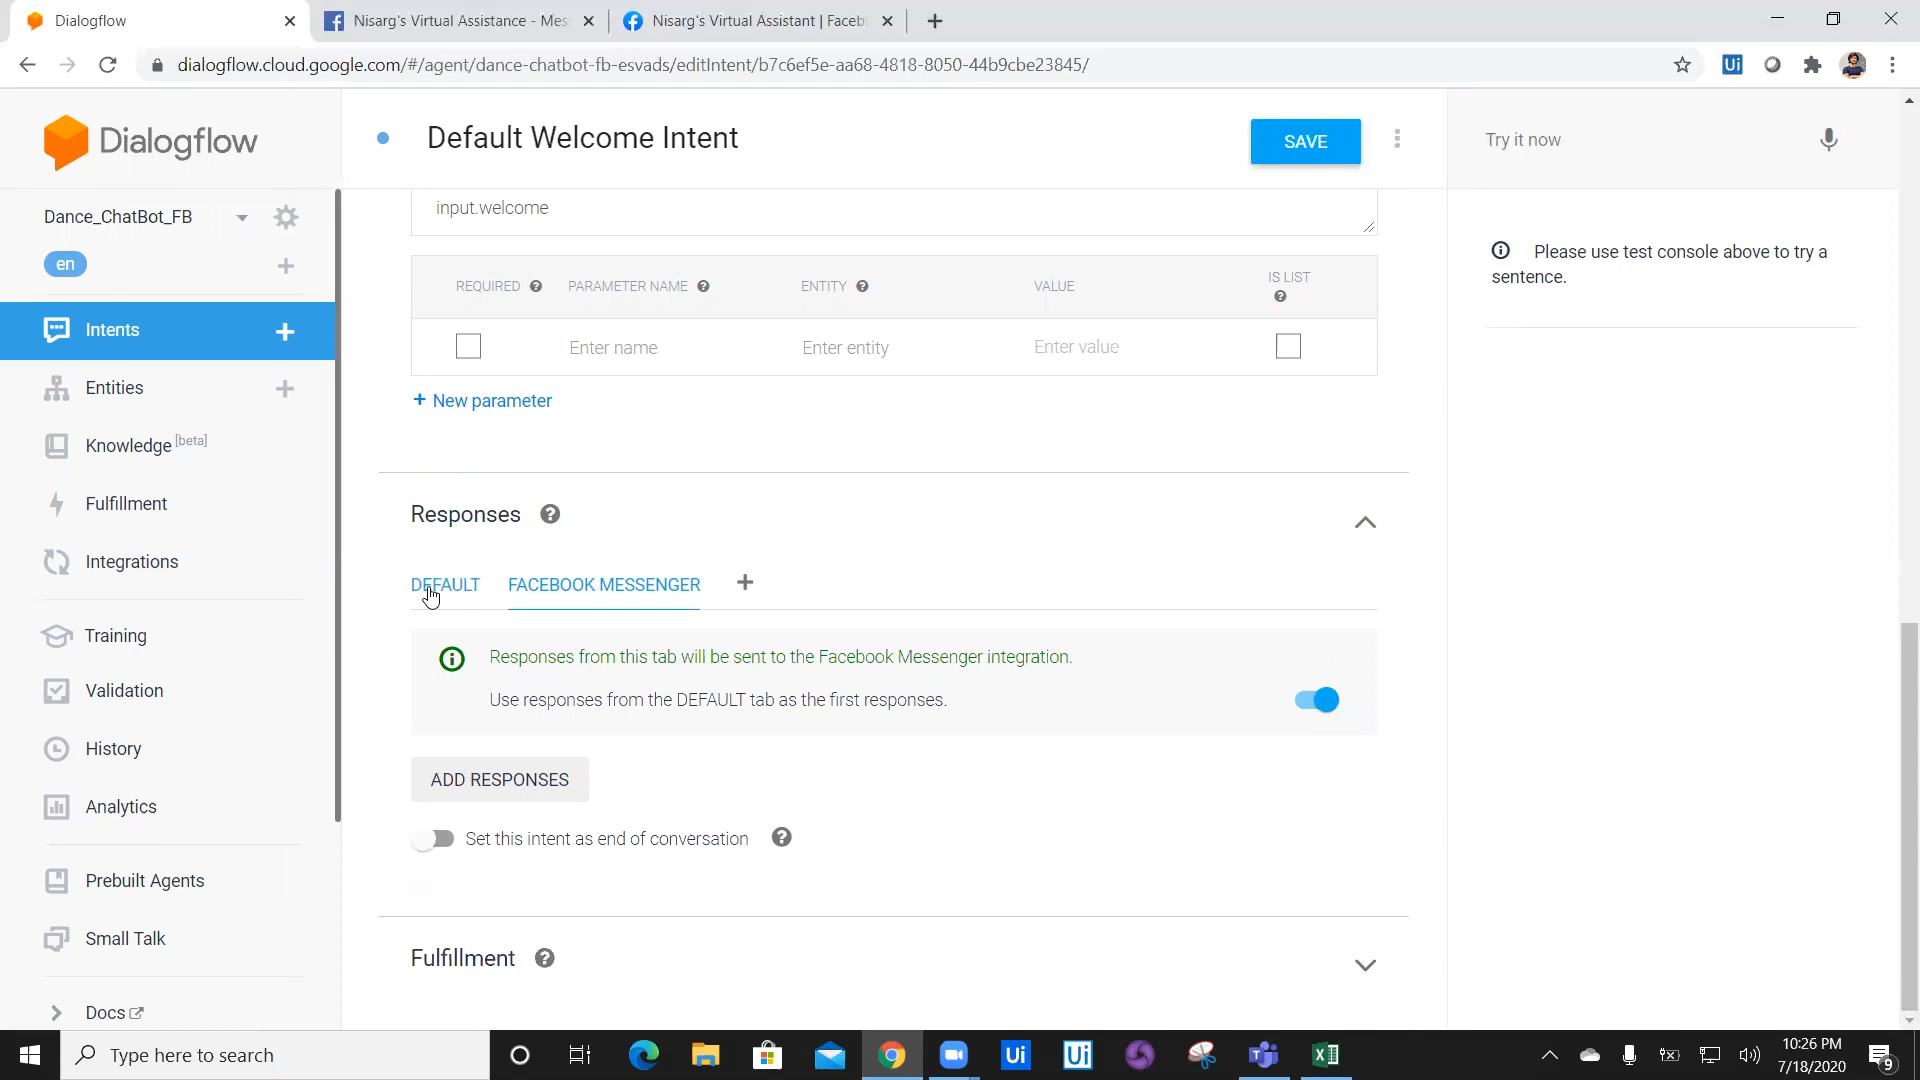 Dialogflow
Nisarg's Virtual Assistance - Mes
Nisarg's Virtual Assistant | Faceb
dialogflow.cloud.google.com/#/agent/dance-chatbot-fb-esvads/editIntent/b7c6ef5e-aa68-4818-8050-44b9cbe23845/
Ui
Dialogflow
Default Welcome Intent
SAVE
Try it now
Dance_ChatBot_FB
en
Intents
Entities
Knowledge [beta]
Fulfillment
Integrations
Training
Validation
History
Analytics
Prebuilt Agents
Small Talk
Docs
input.welcome
REQUIRED
PARAMETER NAME
ENTITY
VALUE
IS LIST
Enter name
Enter entity
Enter value
+ New parameter
Responses
DEFAULT
FACEBOOK MESSENGER
Responses from this tab will be sent to the Facebook Messenger integration.
Use responses from the DEFAULT tab as the first responses.
ADD RESPONSES
Set this intent as end of conversation
Fulfillment
Please use test console above to try a
sentence.
Type here to search
Ui
Ui
10:26 PM
7/18/2020
9